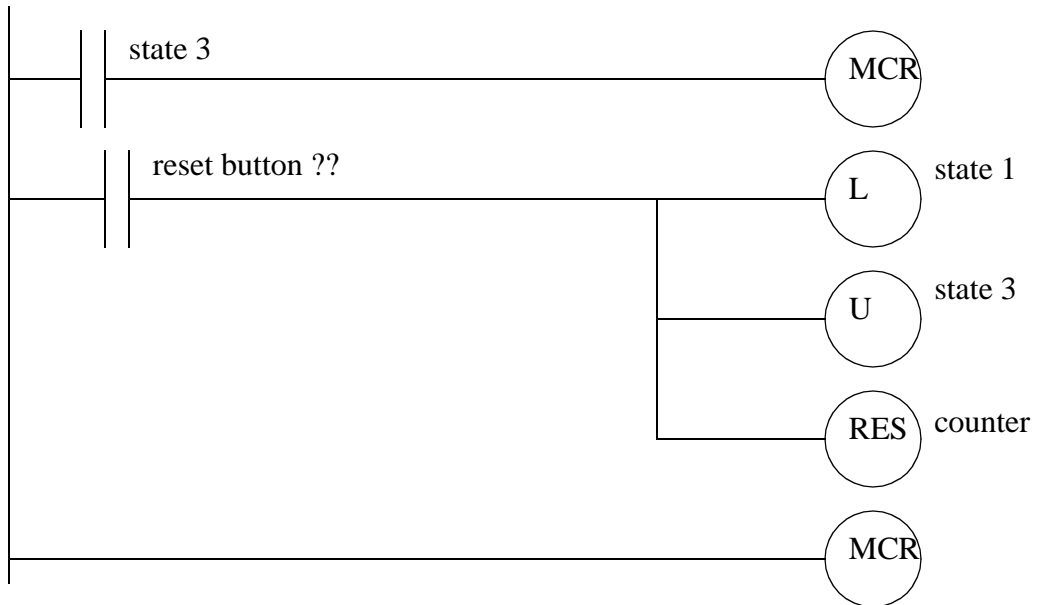 state 3
MCR
reset button ??
L
state 1
U
state 3
RES
counter
MCR